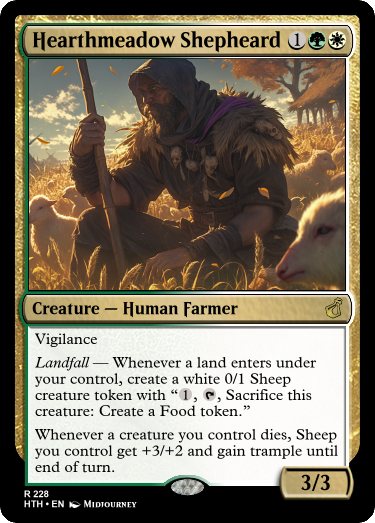 Hearthmeadow Shepheard 1
Creature — Human Farmer
Vigilance
Landfall — Whenever a land enters under
your control, create a white 0/1 Sheep
creature token with “1, , Sacrifice this
creature: Create a Food token.”
Whenever a creature you control dies, Sheep
you control get +3/+2 and gain trample until
end of turn.
3/3
R 228
HTH • EN Midjourney